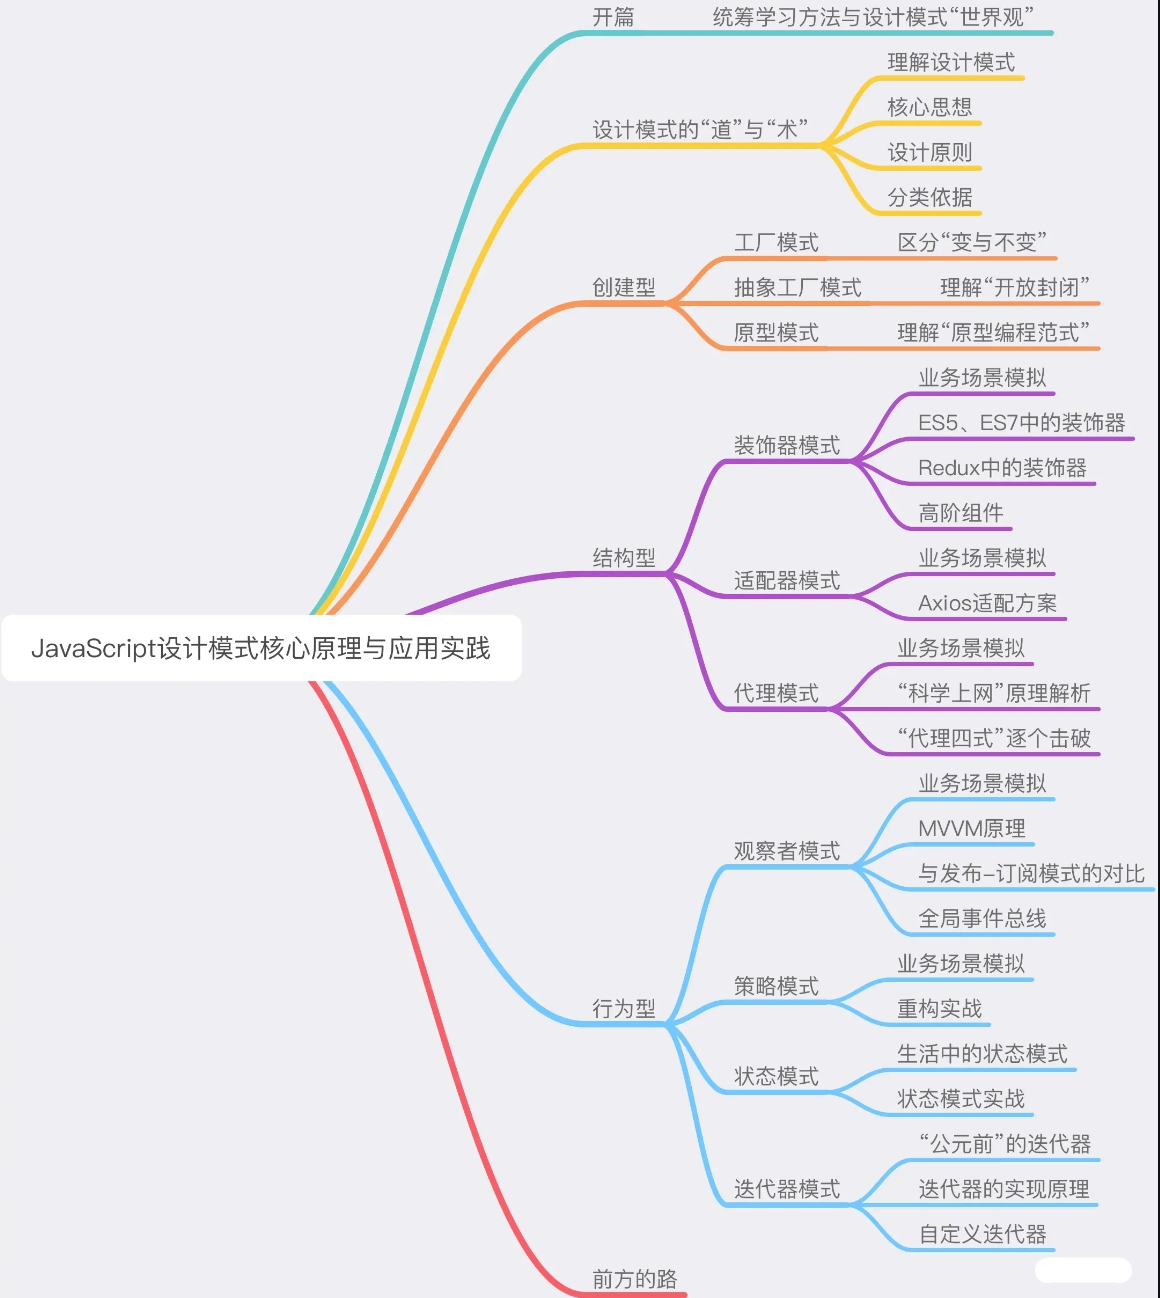 开篇
统筹学习方法与设计模式“世界观”
设计模式的“道”与“术”
理解设计模式
核心思想
设计原则
分类依据
创建型
工厂模式
区分“变与不变”
抽象工厂模式
理解“开放封闭”
原型模式
理解“原型编程范式”
JavaScript设计模式核心原理与应用实践
结构型
装饰器模式
业务场景模拟
ES5、ES7中的装饰器
Redux中的装饰器
高阶组件
适配器模式
业务场景模拟
Axios适配方案
代理模式
业务场景模拟
“科学上网”原理解析
“代理四式”逐个击破
行为型
观察者模式
业务场景模拟
MVVM原理
与发布-订阅模式的对比
全局事件总线
策略模式
业务场景模拟
重构实战
状态模式
生活中的状态模式
状态模式实战
迭代器模式
“公元前”的迭代器
迭代器的实现原理
自定义迭代器
前方的路